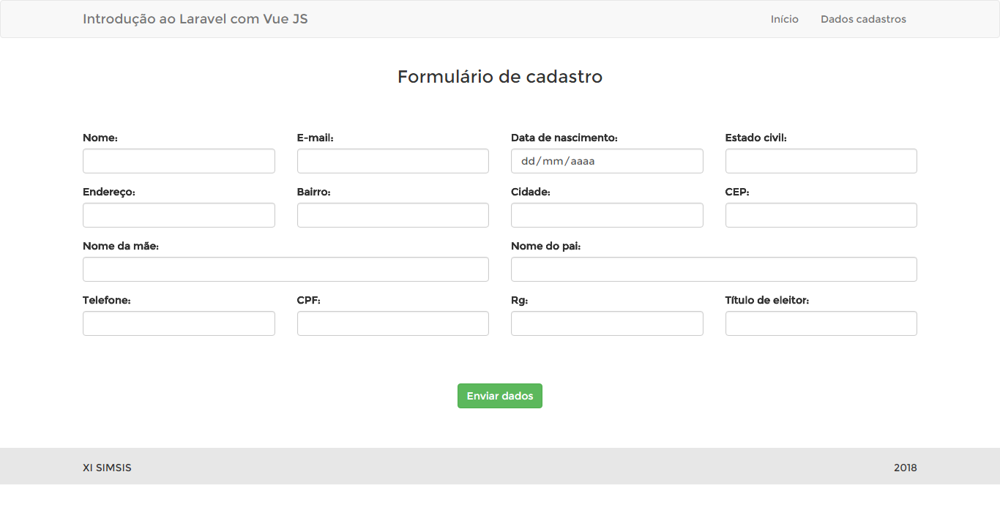 Introdução ao Laravel com Vue JS Início Dados cadastros
Formulário de cadastro
Nome: E-mail: Data de nascimento: Estado civil:
dd/mm/aaaa
Endereço: Bairro: Cidade: CEP:
Nome da mãe: Nome do pai:
Telefone: CPF: Rg: Título de eleitor:
Enviar dados
XI SIMSIS 2018